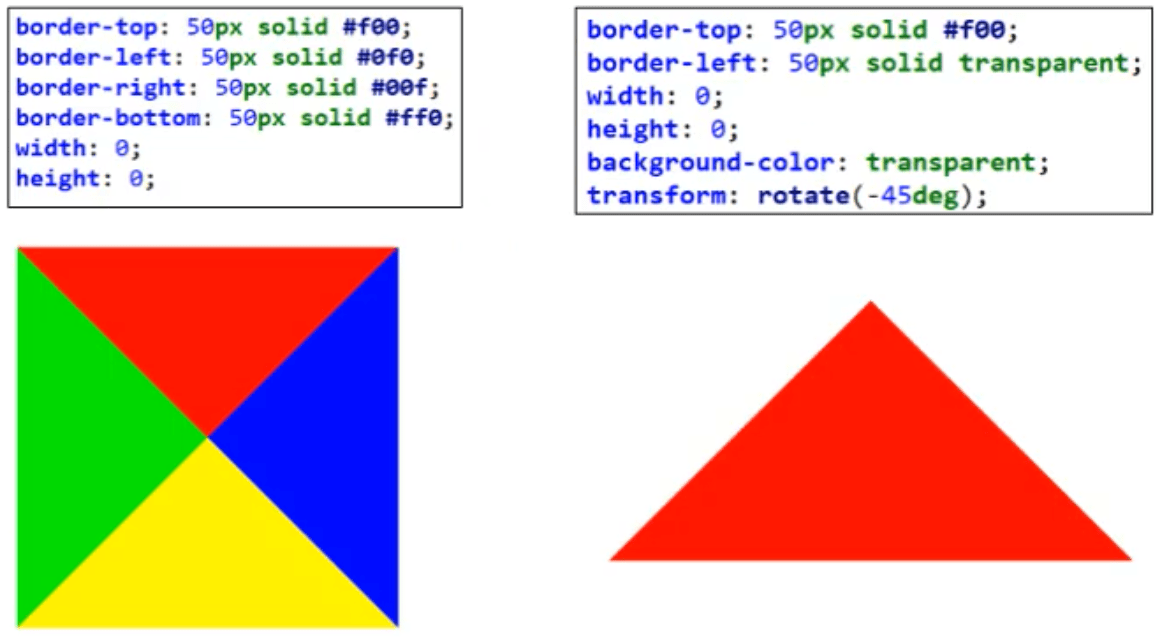 border-top: 50px solid #f00;
border-left: 50px solid #0f0;
border-right: 50px solid #00f;
border-bottom: 50px solid #ff0;
width: 0;
height: 0;
border-top: 50px solid #f00;
border-left: 50px solid transparent;
width: 0;
height: 0;
background-color: transparent;
transform: rotate(-45deg);